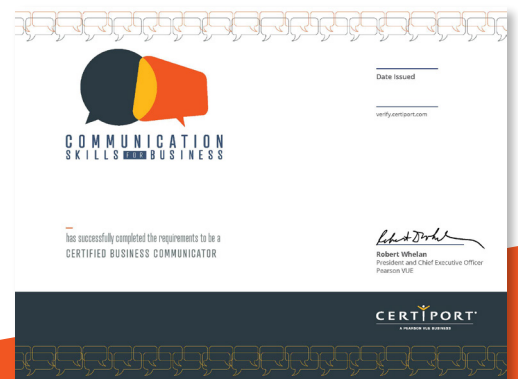 COMMUNICATION
SKILLS FOR BUSINESS
has successfully completed the requirements to be a
CERTIFIED BUSINESS COMMUNICATOR
Date Issued
verify.certiport.com
Robert Whelan
President and Chief Executive Officer
Pearson VUE
CERTIPORT
A PEARSON VUE BUSINESS